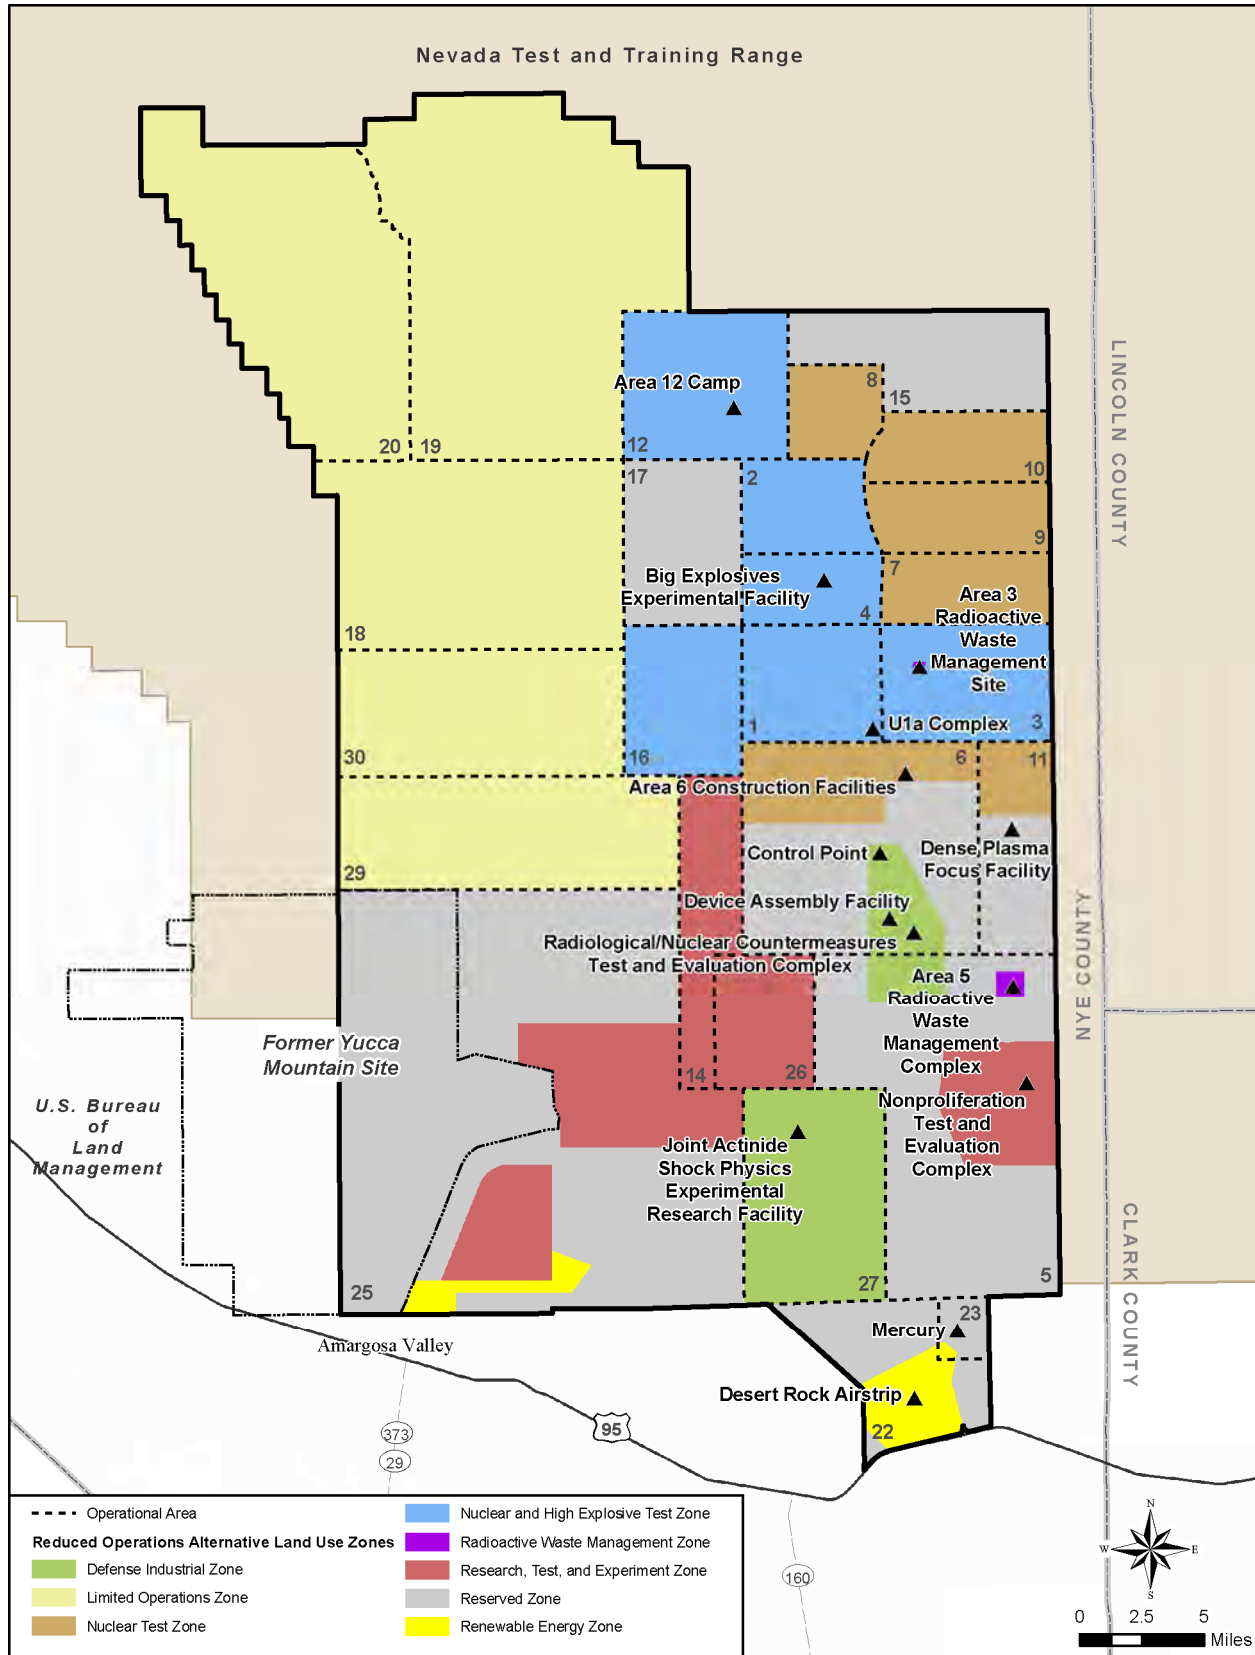 Nevada Test and Training Range
LINCOLN COUNTY
Area 12 Camp
8
15
20
19
12
10
17
2
9
7
Big Explosives
Experimental Facility
4
Area 3
Radioactive
Waste
Management
Site
18
1
U1a Complex
3
30
16
6
11
Area 6 Construction Facilities
Control Point
Dense Plasma
Focus Facility
29
Device Assembly Facility
NYE COUNTY
Radiological/Nuclear Countermeasures
Test and Evaluation Complex
Area 5
Radioactive
Waste
Management
Complex
Former Yucca
Mountain Site
14
26
U.S. Bureau
of
Land
Management
Nonproliferation
Test and
Evaluation
Complex
Joint Actinide
Shock Physics
Experimental
Research Facility
CLARK COUNTY
25
27
5
23
Mercury
Amargosa Valley
Desert Rock Airstrip
22
373
29
95
160
Operational Area
Reduced Operations Alternative Land Use Zones
Defense Industrial Zone
Limited Operations Zone
Nuclear Test Zone
Nuclear and High Explosive Test Zone
Radioactive Waste Management Zone
Research, Test, and Experiment Zone
Reserved Zone
Renewable Energy Zone
N
W
E
S
0 2.5 5
Miles